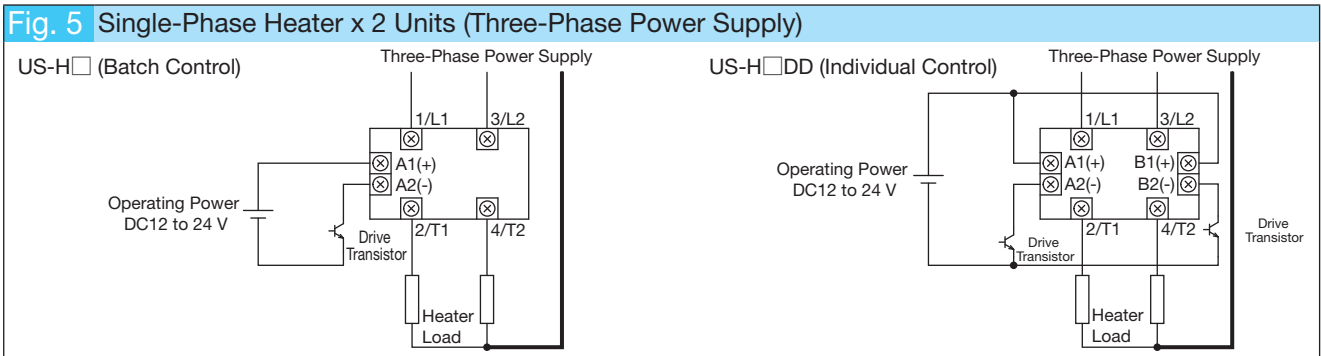 Fig. 5 Single-Phase Heater x 2 Units (Three-Phase Power Supply)
US-H□ (Batch Control)
Three-Phase Power Supply
1/L1
3/L2
A1(+)
A2(-)
Operating Power
DC12 to 24 V
Drive
Transistor
2/T1
4/T2
Heater
Load
US-H□DD (Individual Control)
Three-Phase Power Supply
1/L1
3/L2
A1(+)
B1(+)
A2(-)
B2(-)
Operating Power
DC12 to 24 V
2/T1
4/T2
Drive
Transistor
Drive
Transistor
Heater
Load